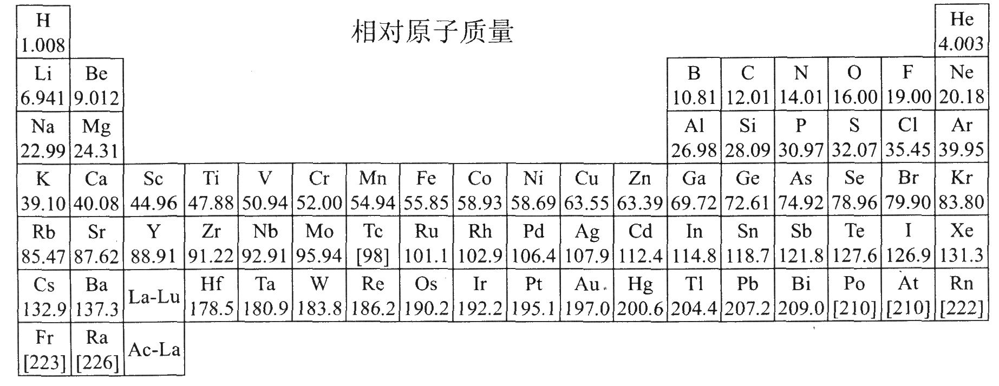 相对原子质量
H He
1.008 4.003
Li Be B C N O F Ne
6.941 9.012 10.81 12.01 14.01 16.00 19.00 20.18
Na Mg Al Si P S Cl Ar
22.99 24.31 26.98 28.09 30.97 32.07 35.45 39.95
K Ca Sc Ti V Cr Mn Fe Co Ni Cu Zn Ga Ge As Se Br Kr
39.10 40.08 44.96 47.88 50.94 52.00 54.94 55.85 58.93 58.69 63.55 63.39 69.72 72.61 74.92 78.96 79.90 83.80
Rb Sr Y Zr Nb Mo Tc Ru Rh Pd Ag Cd In Sn Sb Te I Xe
85.47 87.62 88.91 91.22 92.91 95.94 [98] 101.1 102.9 106.4 107.9 112.4 114.8 118.7 121.8 127.6 126.9 131.3
Cs Ba La-Lu Hf Ta W Re Os Ir Pt Au Hg Tl Pb Bi Po At Rn
132.9 137.3 178.5 180.9 183.8 186.2 190.2 192.2 195.1 197.0 200.6 204.4 207.2 209.0 [210] [210] [222]
Fr Ra Ac-La
[223] [226]